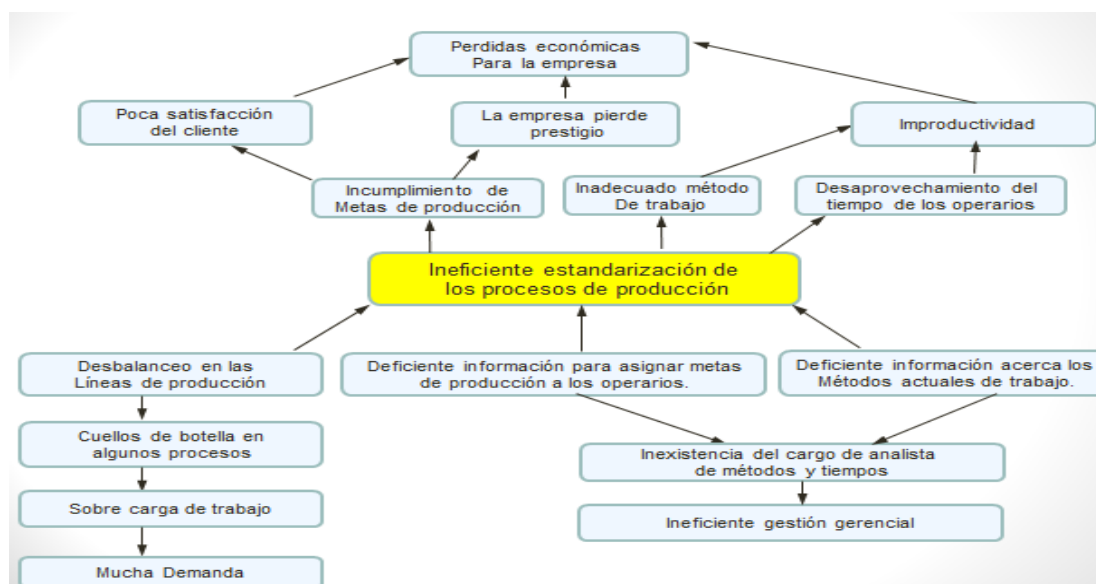 Perdidas económicas
Para la empresa
Poca satisfacción
del cliente
La empresa pierde
prestigio
Improductividad
Incumplimiento de
Metas de producción
Inadecuado método
De trabajo
Desaprovechamiento del
tiempo de los operarios
Ineficiente estandarización de
los procesos de producción
Desbalanceo en las
Líneas de producción
Deficiente información para asignar metas
de producción a los operarios.
Deficiente información acerca los
Métodos actuales de trabajo.
Cuellos de botella en
algunos procesos
Inexistencia del cargo de analista
de métodos y tiempos
Sobre carga de trabajo
Ineficiente gestión gerencial
Mucha Demanda